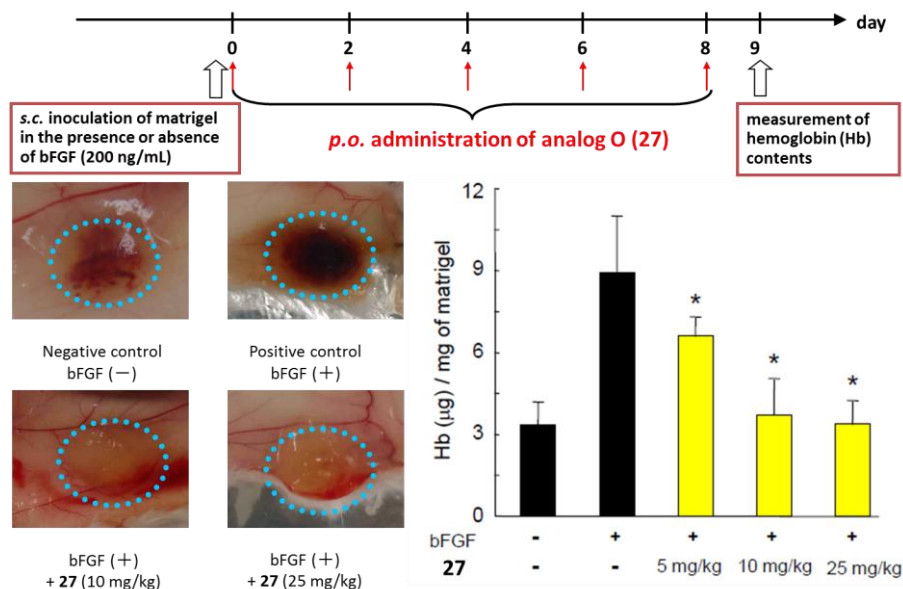 day
0 2 4 6 8 9
s.c. inoculation of matrigel
in the presence or absence
of bFGF (200 ng/mL)
p.o. administration of analog O (27)
measurement of
hemoglobin (Hb)
contents
Negative control
bFGF (−)
Positive control
bFGF (+)
bFGF (+)
+ 27 (10 mg/kg)
bFGF (+)
+ 27 (25 mg/kg)
Hb (μg) / mg of matrigel
12
9
6
3
0
* * *
bFGF - + + + +
27 - - 5 mg/kg 10 mg/kg 25 mg/kg